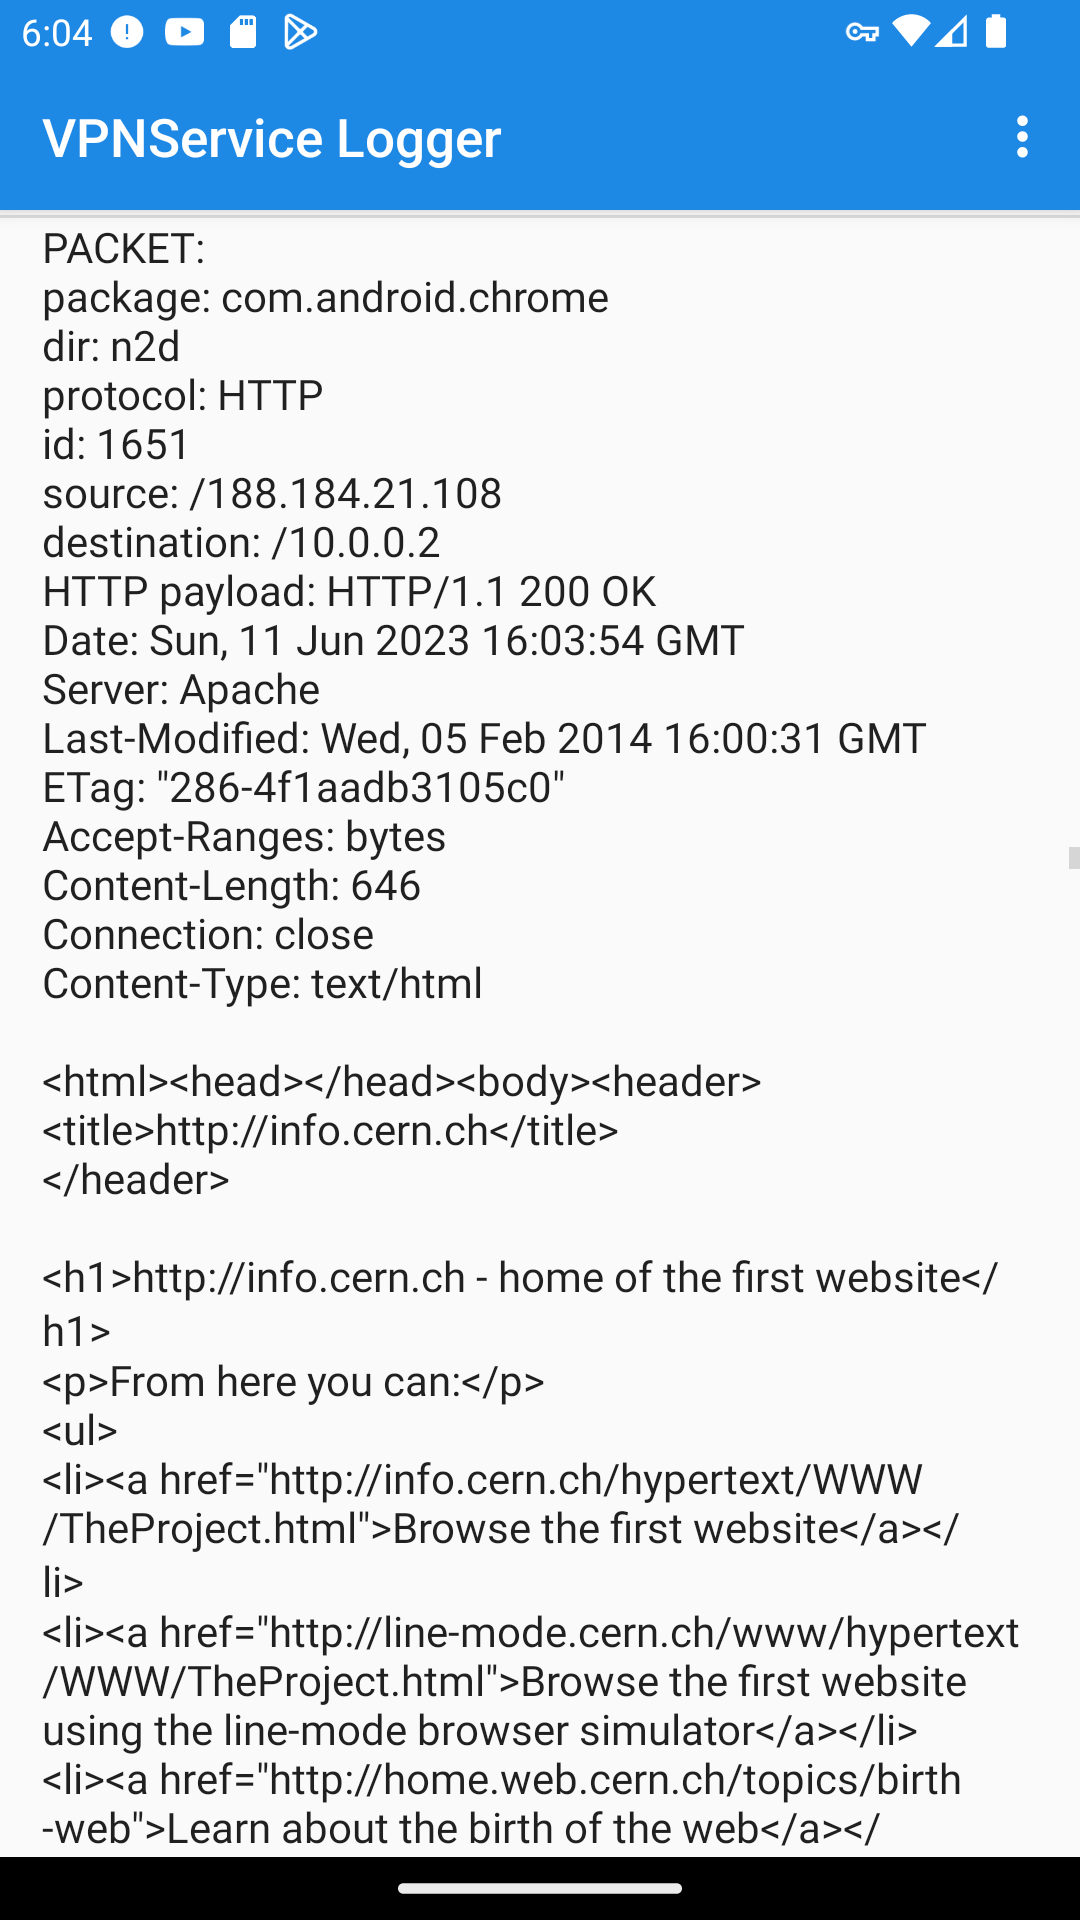 6:04
VPNService Logger
PACKET:
package: com.android.chrome
dir: n2d
protocol: HTTP
id: 1651
source: /188.184.21.108
destination: /10.0.0.2
HTTP payload: HTTP/1.1 200 OK
Date: Sun, 11 Jun 2023 16:03:54 GMT
Server: Apache
Last-Modified: Wed, 05 Feb 2014 16:00:31 GMT
ETag: "286-4f1aadb3105c0"
Accept-Ranges: bytes
Content-Length: 646
Connection: close
Content-Type: text/html
<html><head></head><body><header>
<title>http://info.cern.ch</title>
</header>
<h1>http://info.cern.ch - home of the first website</
h1>
<p>From here you can:</p>
<ul>
<li><a href="http://info.cern.ch/hypertext/WWW
/TheProject.html">Browse the first website</a></
li>
<li><a href="http://line-mode.cern.ch/www/hypertext
/WWW/TheProject.html">Browse the first website
using the line-mode browser simulator</a></li>
<li><a href="http://home.web.cern.ch/topics/birth
-web">Learn about the birth of the web</a></